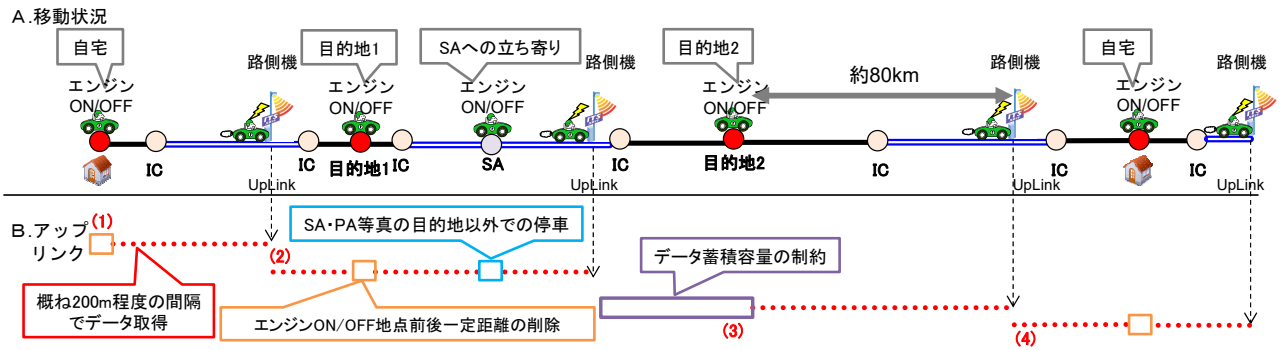 A．移動状況
自宅
目的地1
SAへの立ち寄り
目的地2
自宅
路側機
路側機
約80km
路側機
路側機
エンジン
ON/OFF
エンジン
ON/OFF
エンジン
ON/OFF
エンジン
ON/OFF
エンジン
ON/OFF
IC
IC
目的地1
IC
SA
IC
目的地2
IC
IC
IC
UpLink
UpLink
UpLink
UpLink
B．アップ
リンク
(1)
(2)
SA・PA等真の目的地以外での停車
データ蓄積容量の制約
概ね200m程度の間隔
でデータ取得
エンジンON/OFF地点前後一定距離の削除
(3)
(4)